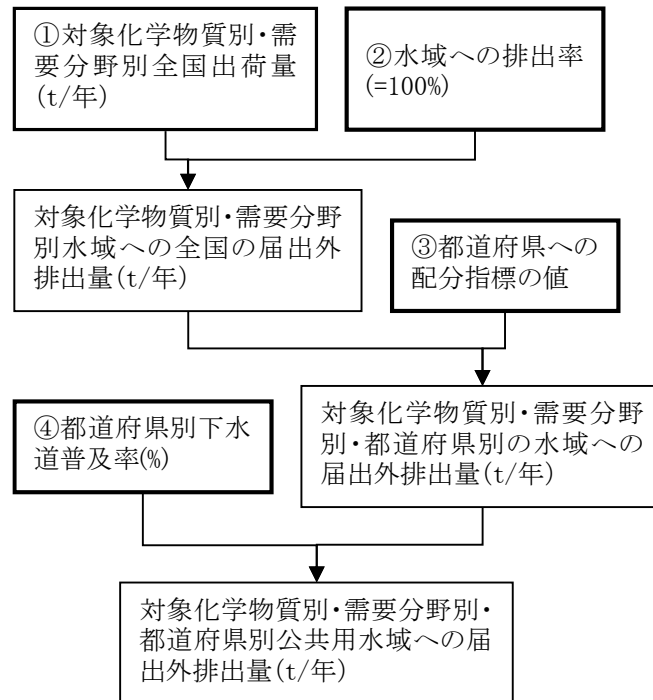 ①対象化学物質別・需
要分野別全国出荷量
(t/年)
②水域への排出率
(=100%)
対象化学物質別・需要分野
別水域への全国の届出外
排出量(t/年)
③都道府県への
配分指標の値
対象化学物質別・需要分野
別・都道府県別の水域への
届出外排出量(t/年)
④都道府県別下水
道普及率(%)
対象化学物質別・需要分野別・
都道府県別公共用水域への届
出外排出量(t/年)